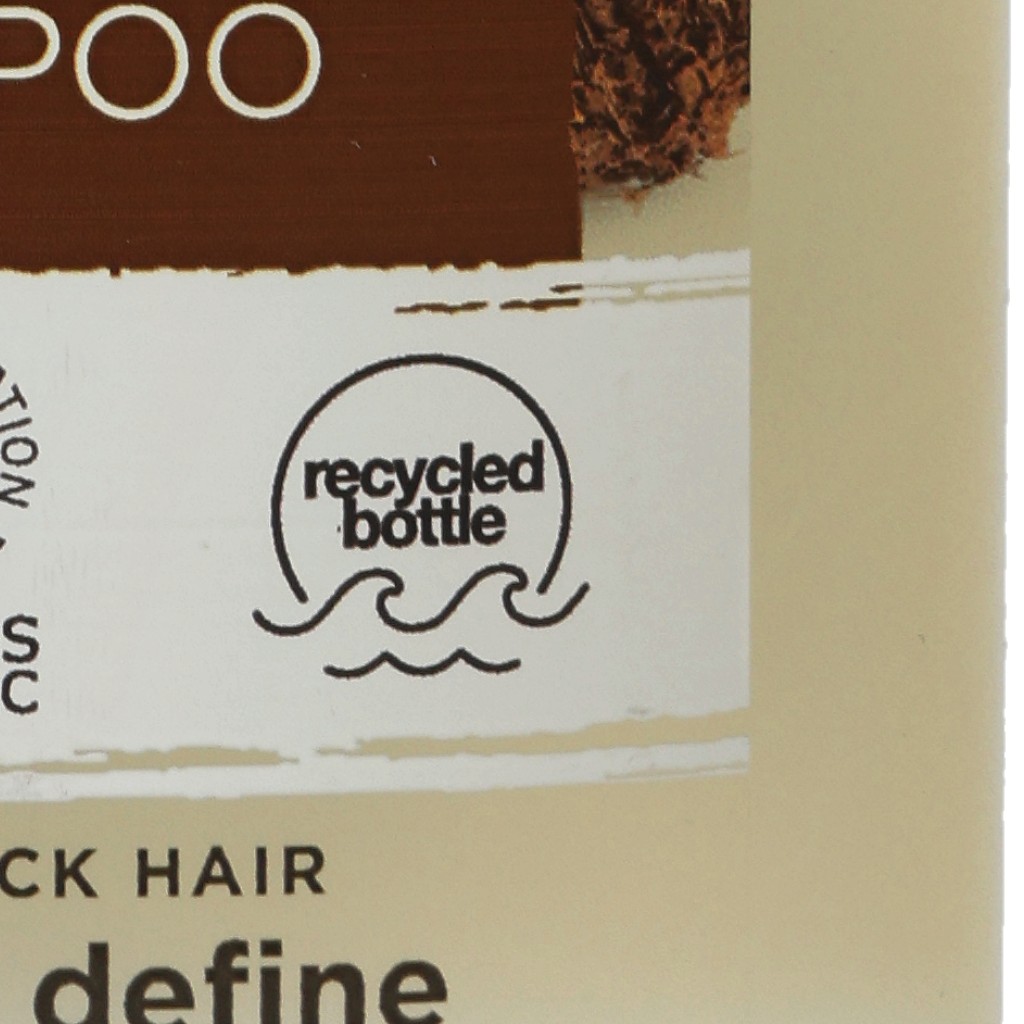 POO
recycled
bottle
S
C
CK HAIR
define